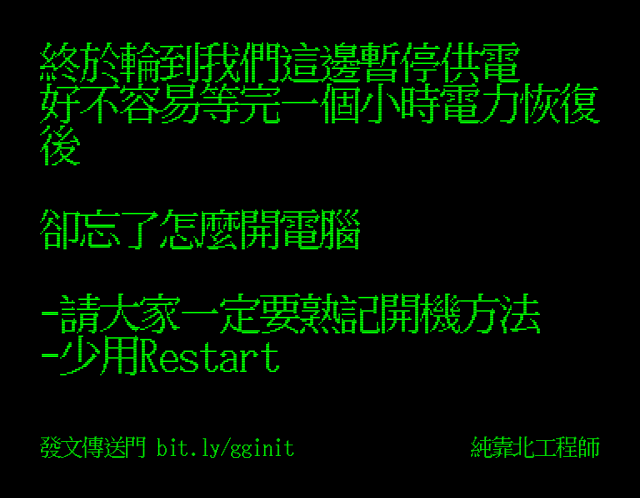 終於輪到我們這邊暫停供電
好不容易等完一個小時電力恢復
後
卻忘了怎麼開電腦
-請大家一定要熟記開機方法
-少用Restart
發文傳送門 bit.ly/gginit
純靠北工程師